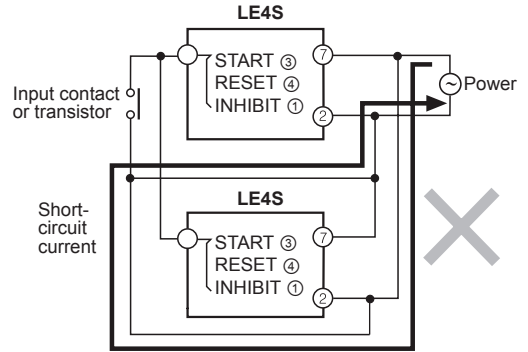 LE4S
START ③
RESET ④
INHIBIT ①
⑦
②
Power
Input contact
or transistor
Short-
circuit
current
LE4S
START ③
RESET ④
INHIBIT ①
⑦
②